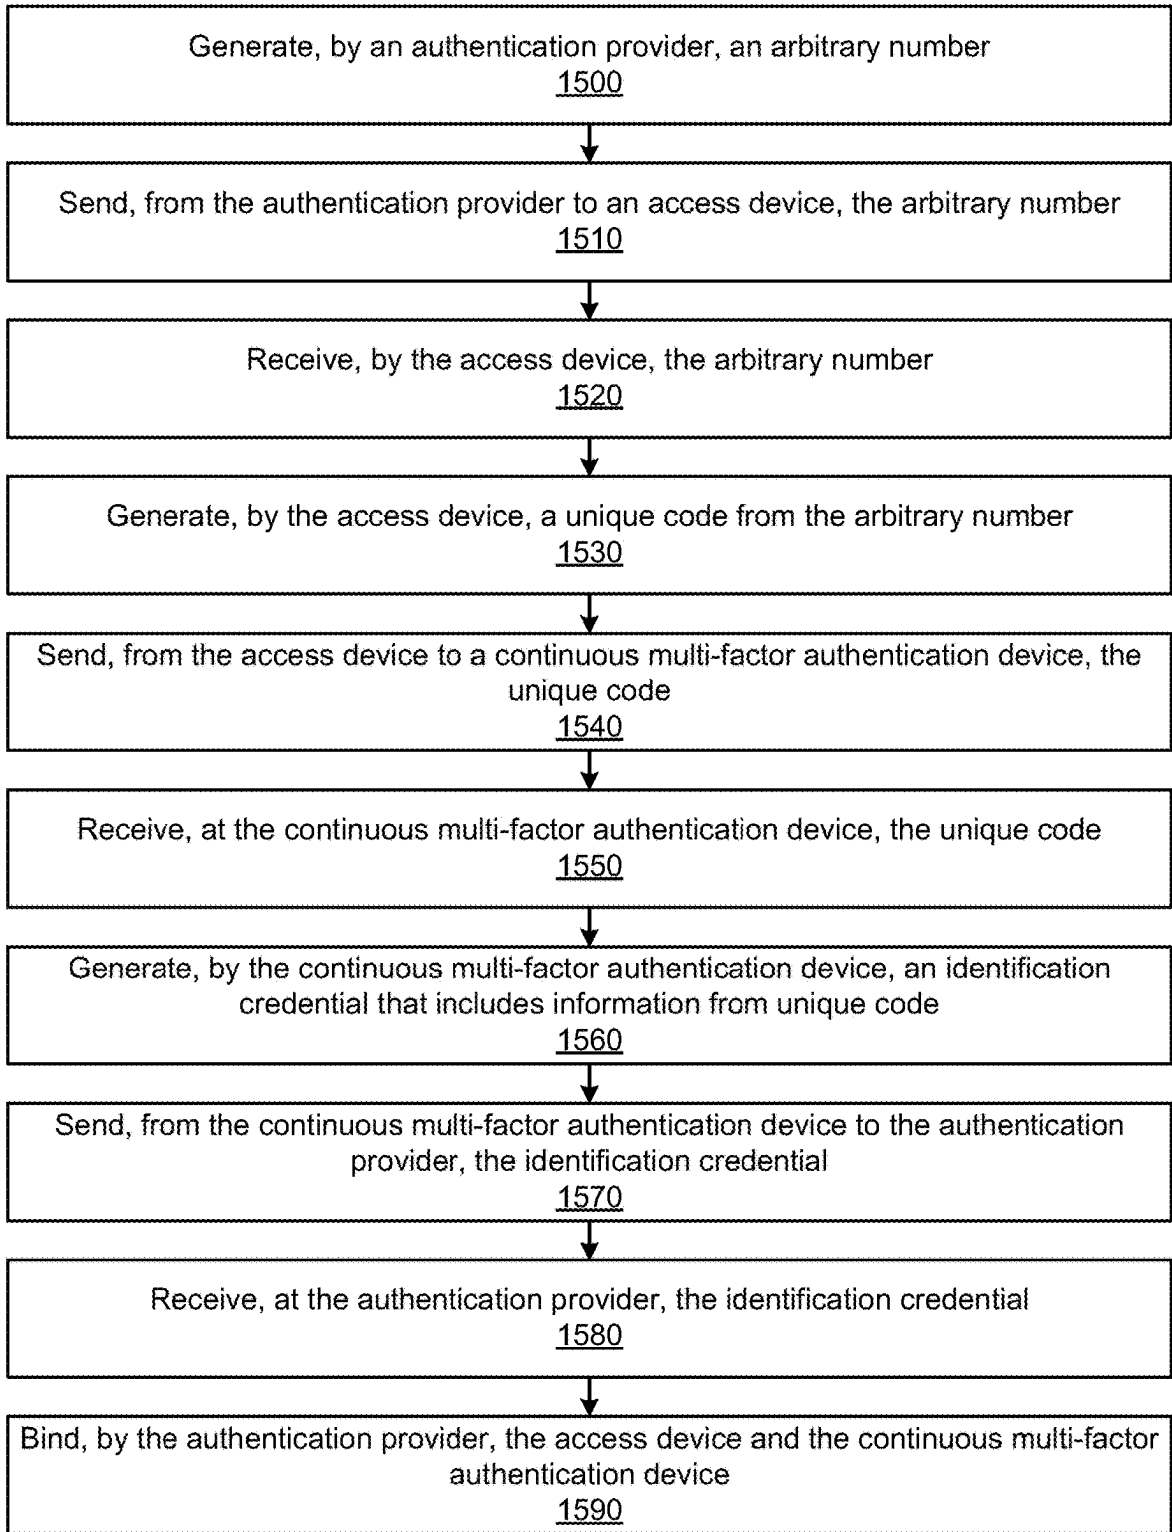 Generate, by an authentication provider, an arbitrary number
1500
Send, from the authentication provider to an access device, the arbitrary number
1510
Receive, by the access device, the arbitrary number
1520
Generate, by the access device, a unique code from the arbitrary number
1530
Send, from the access device to a continuous multi-factor authentication device, the
unique code
1540
Receive, at the continuous multi-factor authentication device, the unique code
1550
Generate, by the continuous multi-factor authentication device, an identification
credential that includes information from unique code
1560
Send, from the continuous multi-factor authentication device to the authentication
provider, the identification credential
1570
Receive, at the authentication provider, the identification credential
1580
Bind, by the authentication provider, the access device and the continuous multi-factor
authentication device
1590